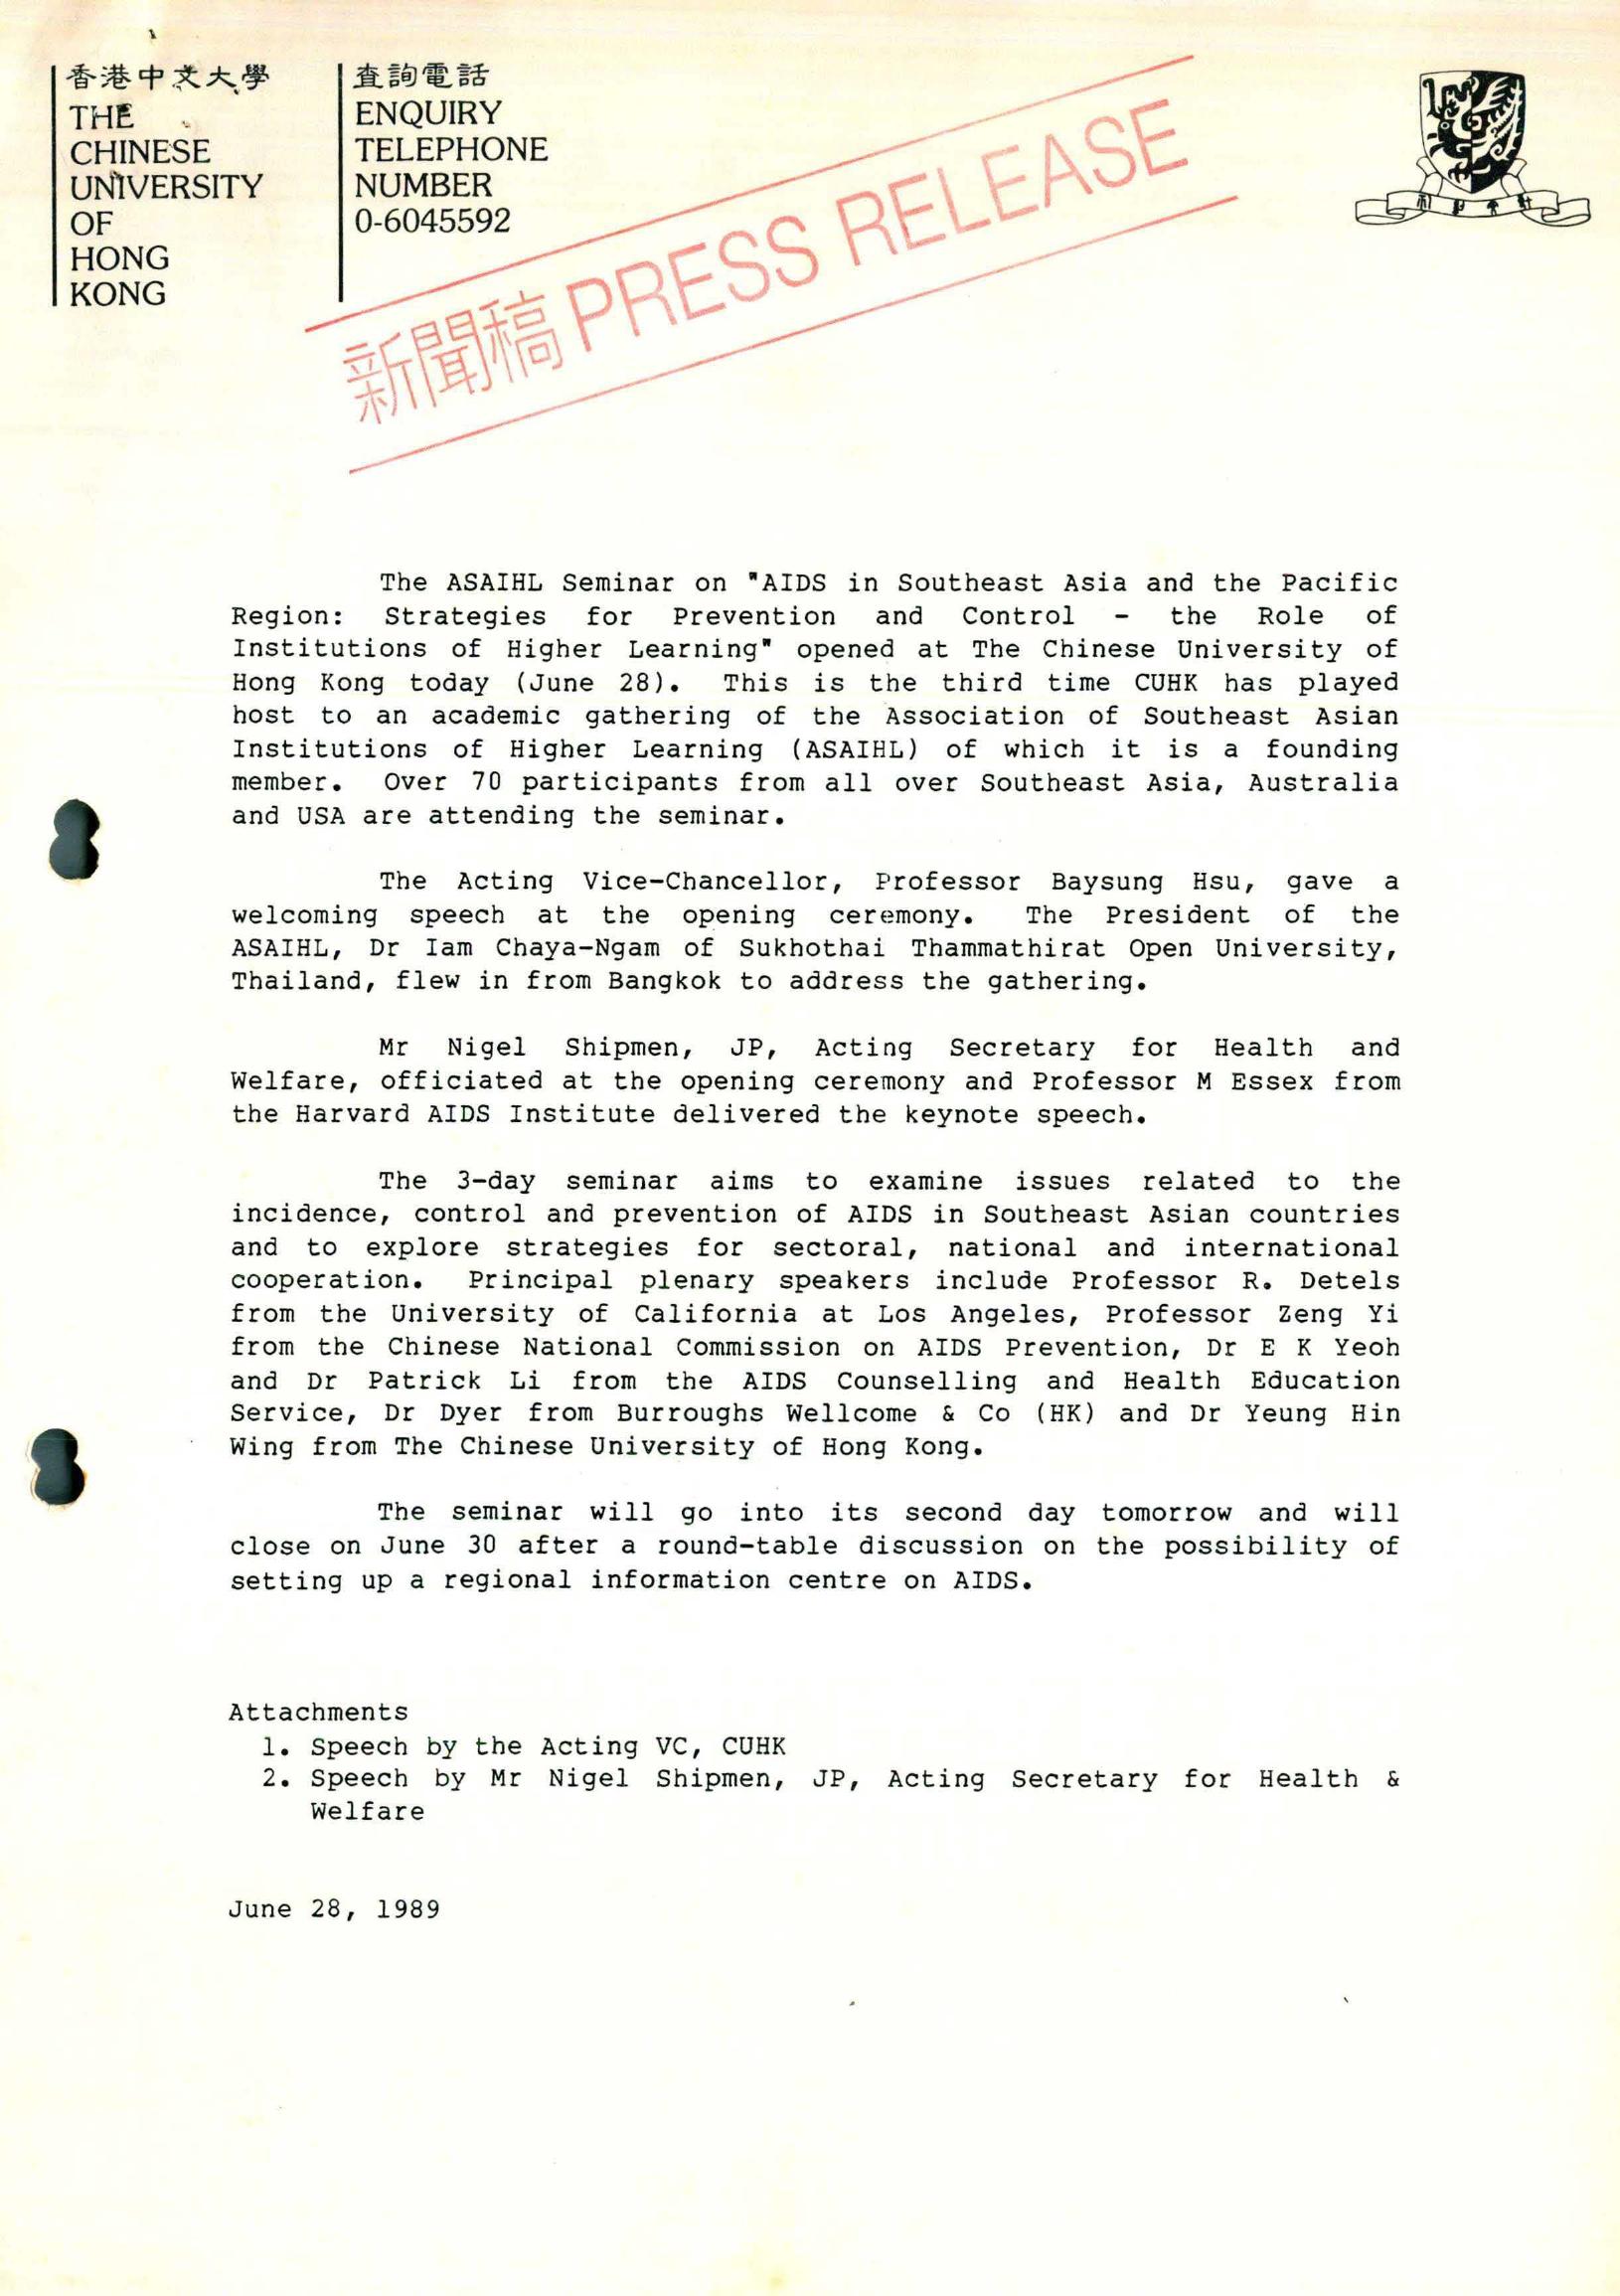 香港中文大學
THE
CHINESE
UNIVERSITY
OF
HONG
KONG
查詢電話
ENQUIRY
TELEPHONE
NUMBER
0-6045592
新聞稿 PRESS RELEASE
The ASAIHL Seminar on "AIDS in Southeast Asia and the Pacific
Region: Strategies for Prevention and Control - the Role of
Institutions of Higher Learning" opened at The Chinese University of
Hong Kong today (June 28). This is the third time CUHK has played
host to an academic gathering of the Association of Southeast Asian
Institutions of Higher Learning (ASAIHL) of which it is a founding
member. Over 70 participants from all over Southeast Asia, Australia
and USA are attending the seminar.
The Acting Vice-Chancellor, Professor Baysung Hsu, gave a
welcoming speech at the opening ceremony. The President of the
ASAIHL, Dr Iam Chaya-Ngam of Sukhothai Thammathirat Open University,
Thailand, flew in from Bangkok to address the gathering.
Mr Nigel Shipmen, JP, Acting Secretary for Health and
Welfare, officiated at the opening ceremony and Professor M Essex from
the Harvard AIDS Institute delivered the keynote speech.
The 3-day seminar aims to examine issues related to the
incidence, control and prevention of AIDS in Southeast Asian countries
and to explore strategies for sectoral, national and international
cooperation. Principal plenary speakers include Professor R. Detels
from the University of California at Los Angeles, Professor Zeng Yi
from the Chinese National Commission on AIDS Prevention, Dr E K Yeoh
and Dr Patrick Li from the AIDS Counselling and Health Education
Service, Dr Dyer from Burroughs Wellcome & Co (HK) and Dr Yeung Hin
Wing from The Chinese University of Hong Kong.
The seminar will go into its second day tomorrow and will
close on June 30 after a round-table discussion on the possibility of
setting up a regional information centre on AIDS.
Attachments
1. Speech by the Acting VC, CUHK
2. Speech by Mr Nigel Shipmen, JP, Acting Secretary for Health &
Welfare
June 28, 1989